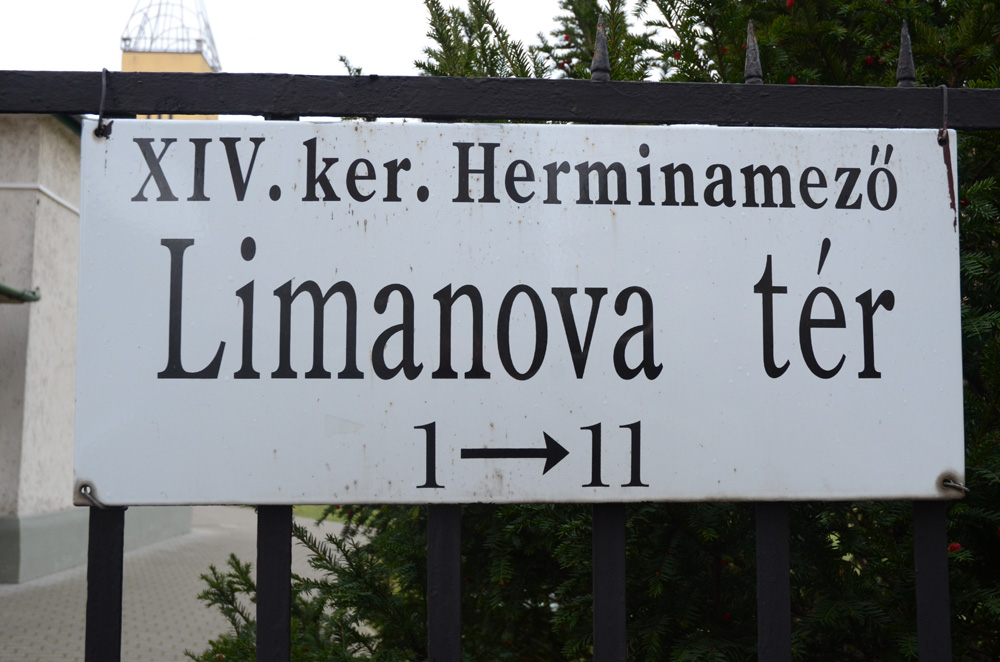 XIV. ker. Herminamező
Limanova tér
1→11